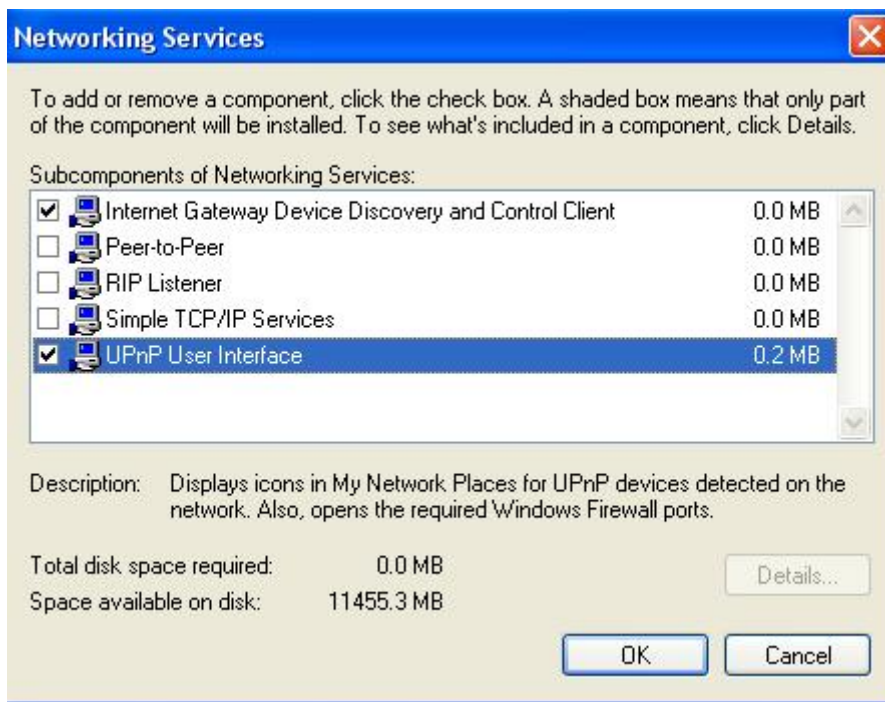 Networking Services
To add or remove a component, click the check box. A shaded box means that only part
of the component will be installed. To see what's included in a component, click Details.
Subcomponents of Networking Services:
Internet Gateway Device Discovery and Control Client 0.0 MB
Peer-to-Peer 0.0 MB
RIP Listener 0.0 MB
Simple TCP/IP Services 0.0 MB
UPnP User Interface 0.2 MB
Description: Displays icons in My Network Places for UPnP devices detected on the
network. Also, opens the required Windows Firewall ports.
Total disk space required: 0.0 MB
Details...
Space available on disk: 11455.3 MB
OK Cancel